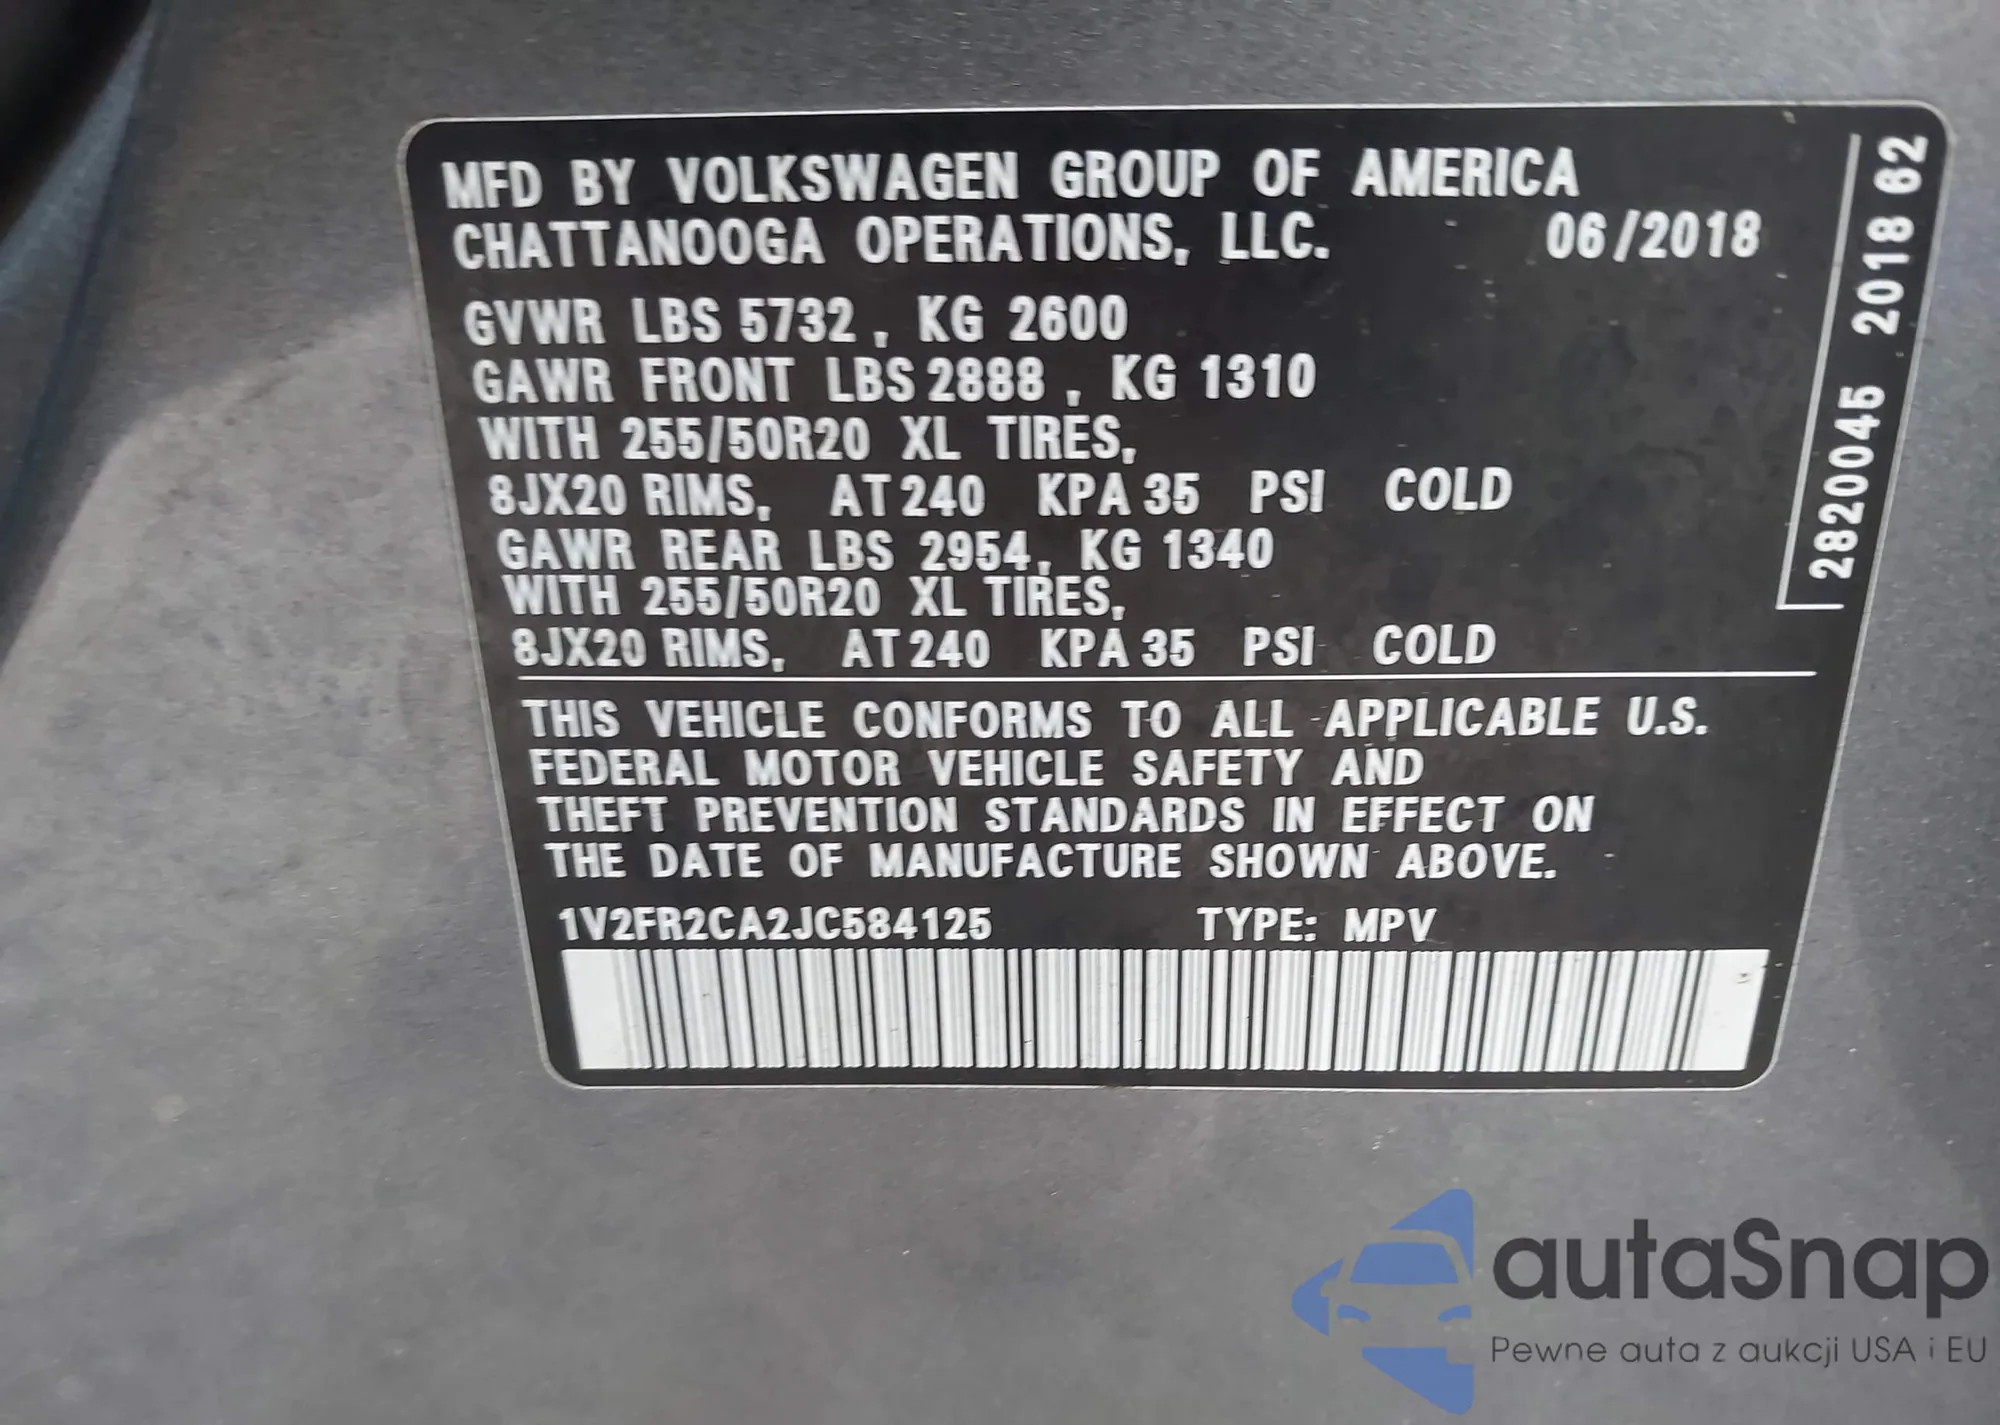 MFD BY VOLKSWAGEN GROUP OF AMERICA
CHATTANOOGA OPERATIONS, LLC. 06/2018
GVWR LBS 5732 , KG 2600
GAWR FRONT LBS 2888 , KG 1310
WITH 255/50R20 XL TIRES,
8JX20 RIMS, AT 240 KPA 35 PSI COLD
GAWR REAR LBS 2954, KG 1340
WITH 255/50R20 XL TIRES,
8JX20 RIMS, AT 240 KPA 35 PSI COLD
THIS VEHICLE CONFORMS TO ALL APPLICABLE U.S.
FEDERAL MOTOR VEHICLE SAFETY AND
THEFT PREVENTION STANDARDS IN EFFECT ON
THE DATE OF MANUFACTURE SHOWN ABOVE.
1V2FR2CA2JC584125 TYPE: MPV
2820045 2018 62
autaSnap
Pewne auta z aukcji USA i EU